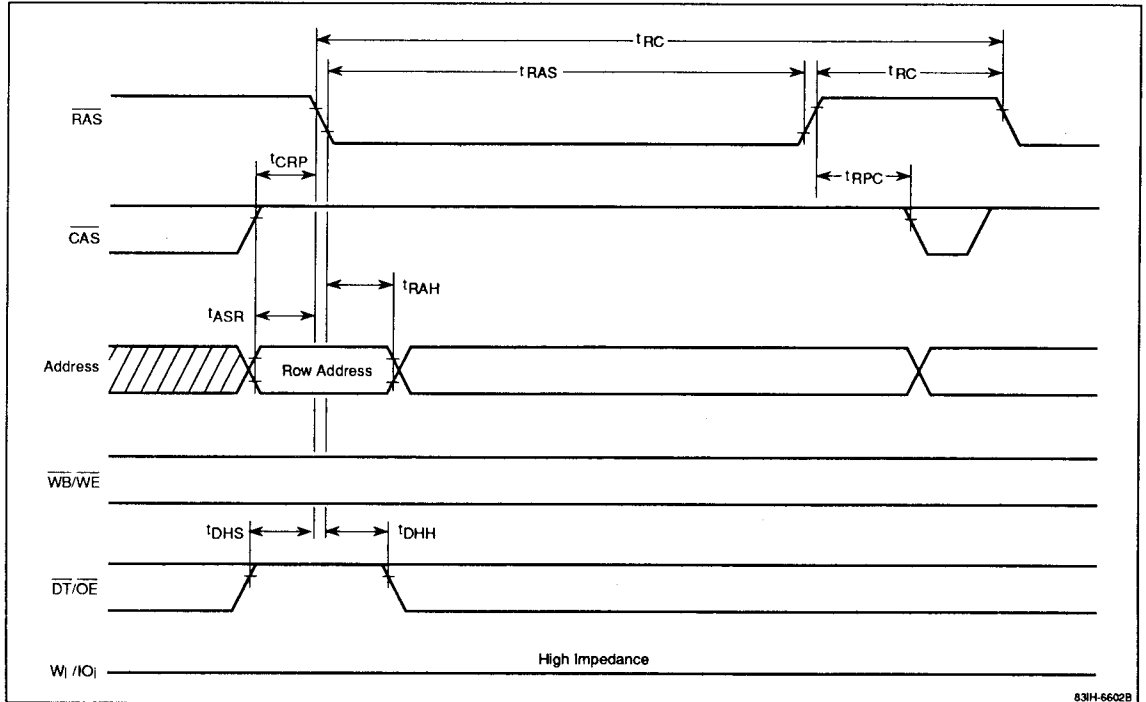 tRC
tRAS
tRC
RAS
tCRP
tRPC
CAS
tRAH
tASR
Address
Row Address
WB/WE
tDHS
tDHH
DT/OE
High Impedance
Wi /IOi
83IH-6602B